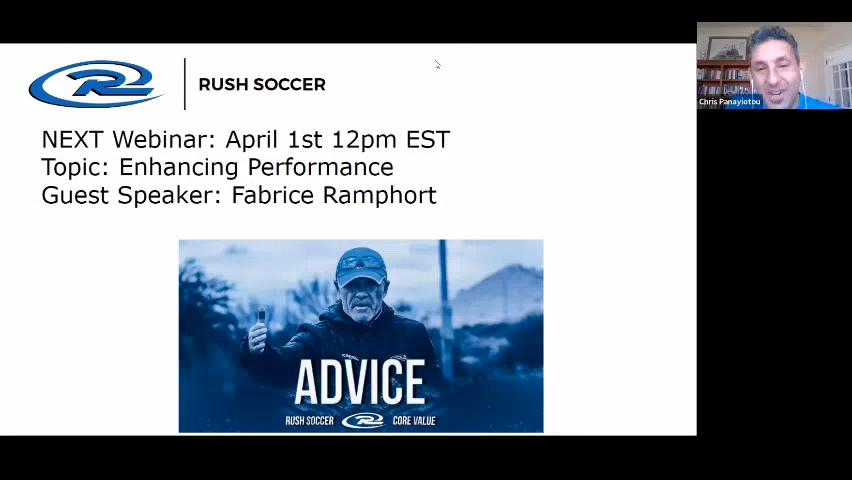 RUSH SOCCER
NEXT Webinar: April 1st 12pm EST
Topic: Enhancing Performance
Guest Speaker: Fabrice Ramphort
ADVICE
RUSH SOCCER R CORE VALUE
Chris Panayiotou